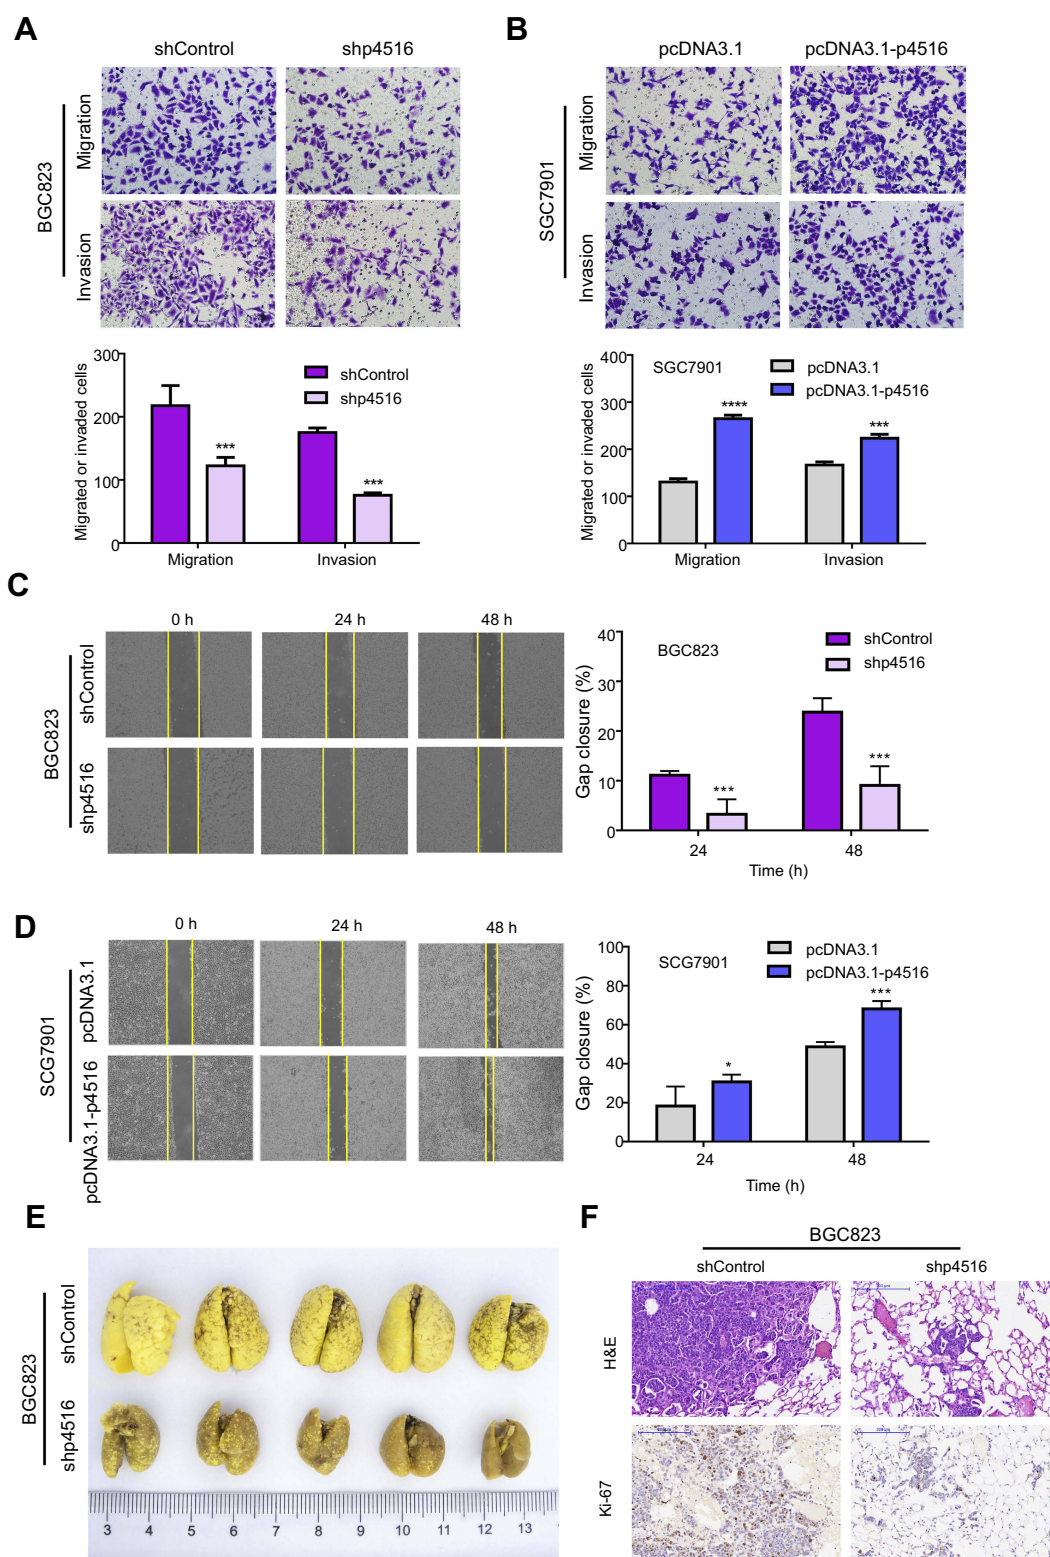 A
shControl
shp4516
BGC823
Migration
Invasion
Migrated or invaded cells
300
200
100
0
shControl
shp4516
***
***
Migration
Invasion
B
pcDNA3.1
pcDNA3.1-p4516
SGC7901
Migration
Invasion
Migrated or invaded cells
400
300
200
100
0
SGC7901
pcDNA3.1
pcDNA3.1-p4516
****
***
Migration
Invasion
C
0 h
24 h
48 h
BGC823
shControl
shp4516
Gap closure (%)
40
30
20
10
0
BGC823
shControl
shp4516
***
***
24
48
Time (h)
D
0 h
24 h
48 h
SCG7901
pcDNA3.1
pcDNA3.1-p4516
Gap closure (%)
100
80
60
40
20
0
SCG7901
pcDNA3.1
pcDNA3.1-p4516
*
***
24
48
Time (h)
E
BGC823
shControl
shp4516
3 4 5 6 7 8 9 10 11 12 13
F
BGC823
shControl
shp4516
H&E
Ki-67